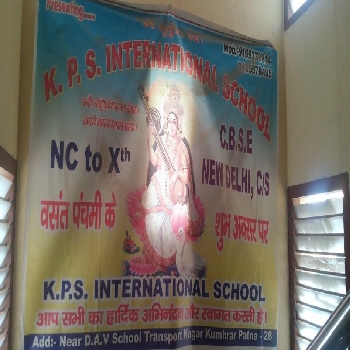 Presenting
K. P. S. INTERNATIONAL SCHOOL
NC to Xth
C.B.S.E
NEW DELHI, C/S
वसंत पंचमी के
शुभ अवसर पर
K.P.S. INTERNATIONAL SCHOOL
आप सभी का हार्दिक अभिनंदन और स्वागत करती है।
Add:- Near D.A.V School Transport Nagar Kumhrar Patna - 26